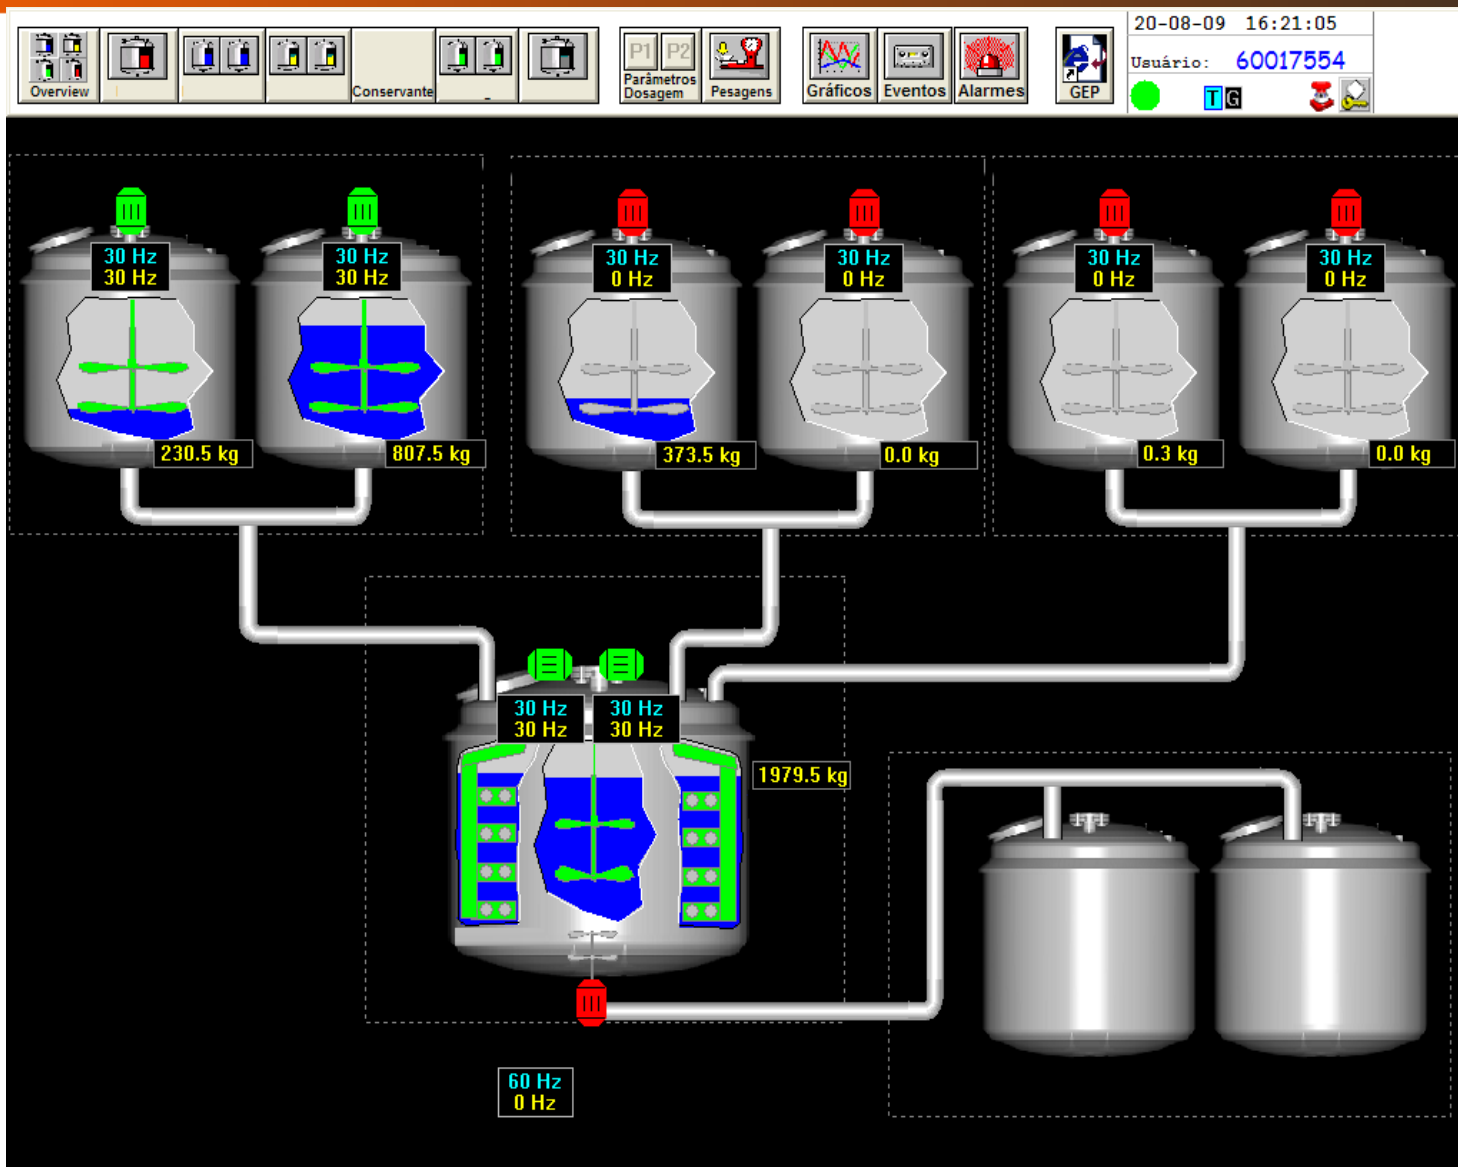 20-08-09 16:21:05
Usuário: 60017554
T G
Overview
Conservante
P1 P2
Parâmetros
Dosagem
Pesagens
Gráficos
Eventos
Alarmes
GEP
30 Hz
30 Hz
30 Hz
30 Hz
30 Hz
0 Hz
30 Hz
0 Hz
30 Hz
0 Hz
30 Hz
0 Hz
230.5 kg
807.5 kg
373.5 kg
0.0 kg
0.3 kg
0.0 kg
30 Hz
30 Hz
30 Hz
30 Hz
1979.5 kg
60 Hz
0 Hz